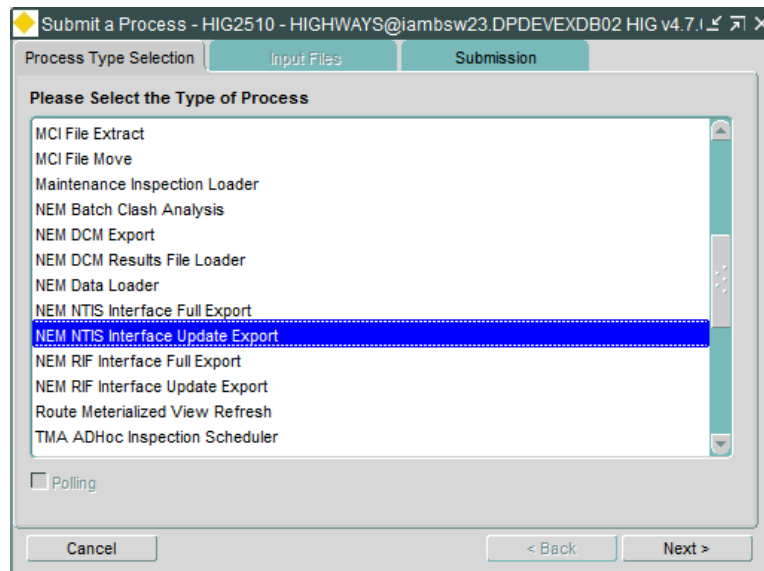 Submit a Process - HIG2510 - HIGHWAYS@iambsw23.DPDEVEXDB02 HIG v4.7.
Process Type Selection Input Files Submission
Please Select the Type of Process
MCI File Extract
MCI File Move
Maintenance Inspection Loader
NEM Batch Clash Analysis
NEM DCM Export
NEM DCM Results File Loader
NEM Data Loader
NEM NTIS Interface Full Export
NEM NTIS Interface Update Export
NEM RIF Interface Full Export
NEM RIF Interface Update Export
Route Meterialized View Refresh
TMA ADHoc Inspection Scheduler
Polling
Cancel < Back Next >